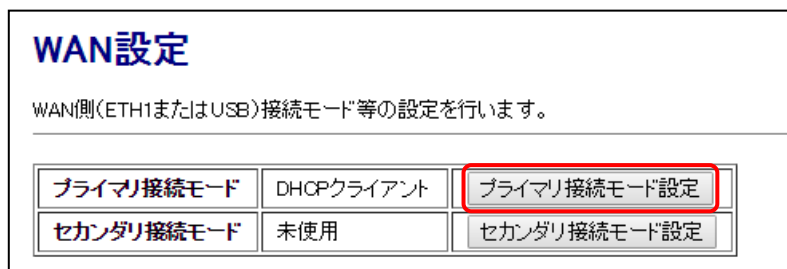 WAN設定
WAN側(ETH1またはUSB)接続モード等の設定を行います。
プライマリ接続モード DHCPクライアント プライマリ接続モード設定
セカンダリ接続モード 未使用 セカンダリ接続モード設定